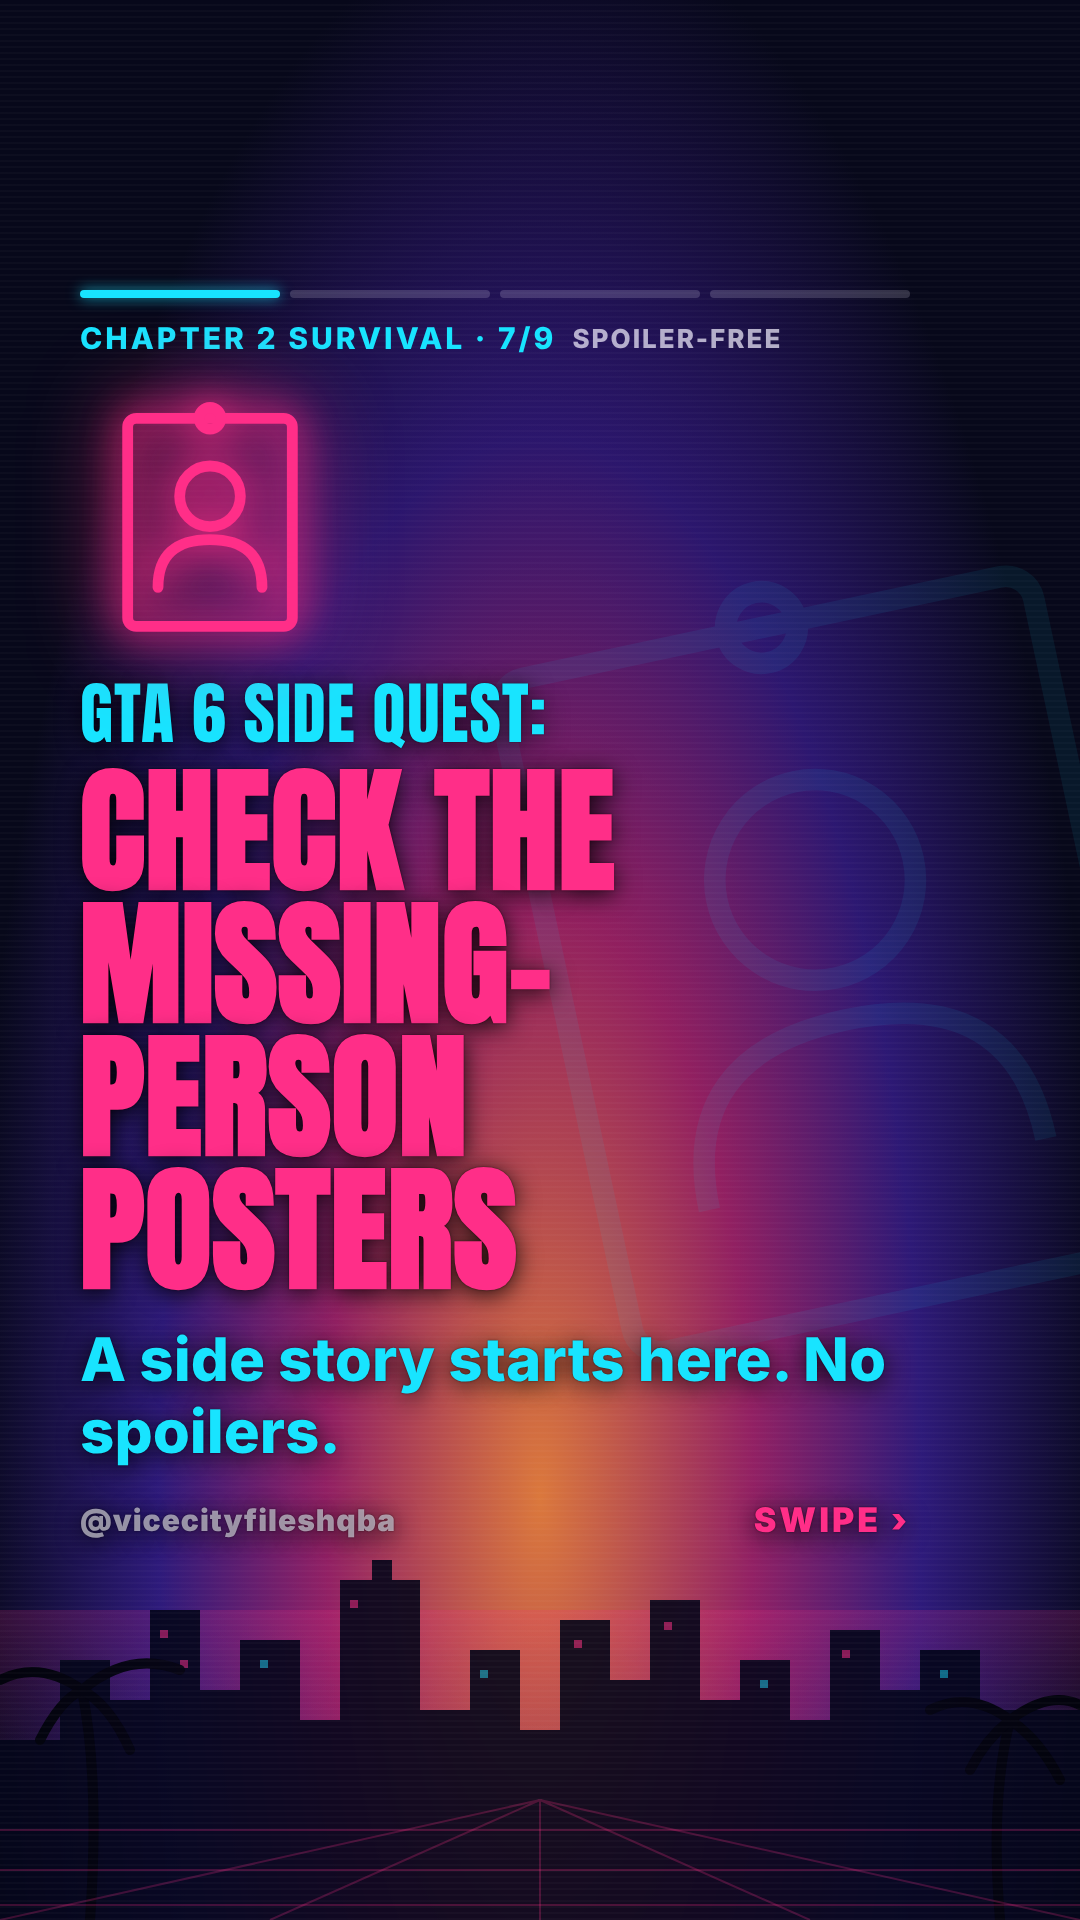 CHAPTER 2 SURVIVAL · 7/9 SPOILER-FREE
GTA 6 SIDE QUEST:
CHECK THE
MISSING-
PERSON
POSTERS
A side story starts here. No
spoilers.
@vicecityfileshqba SWIPE ›